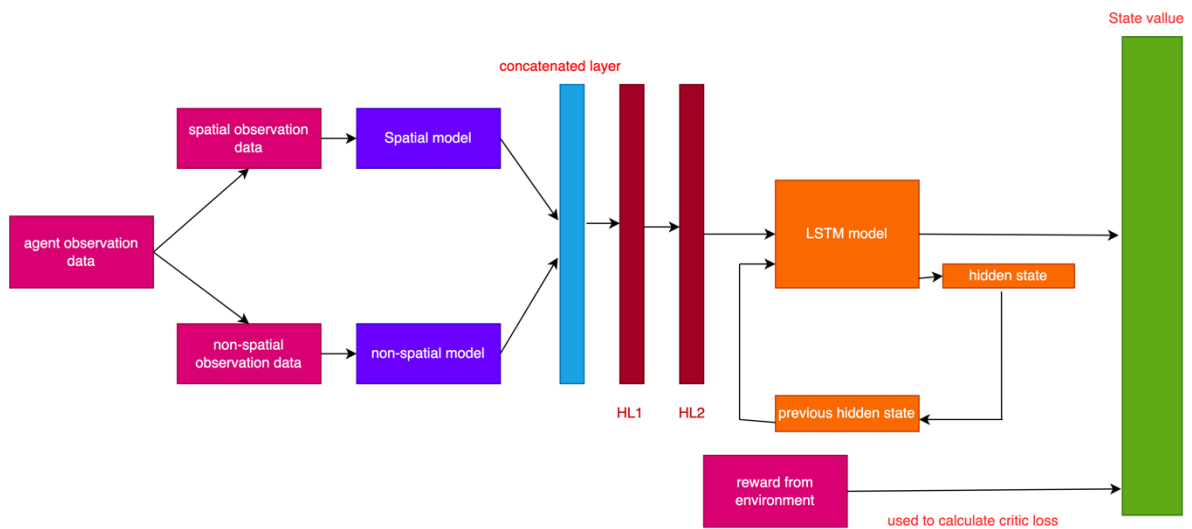 State vallue
concatenated layer
spatial observation
data
Spatial model
agent observation
data
LSTM model
hidden state
non-spatial
observation data
non-spatial model
HL1
HL2
previous hidden state
reward from
environment
used to calculate critic loss